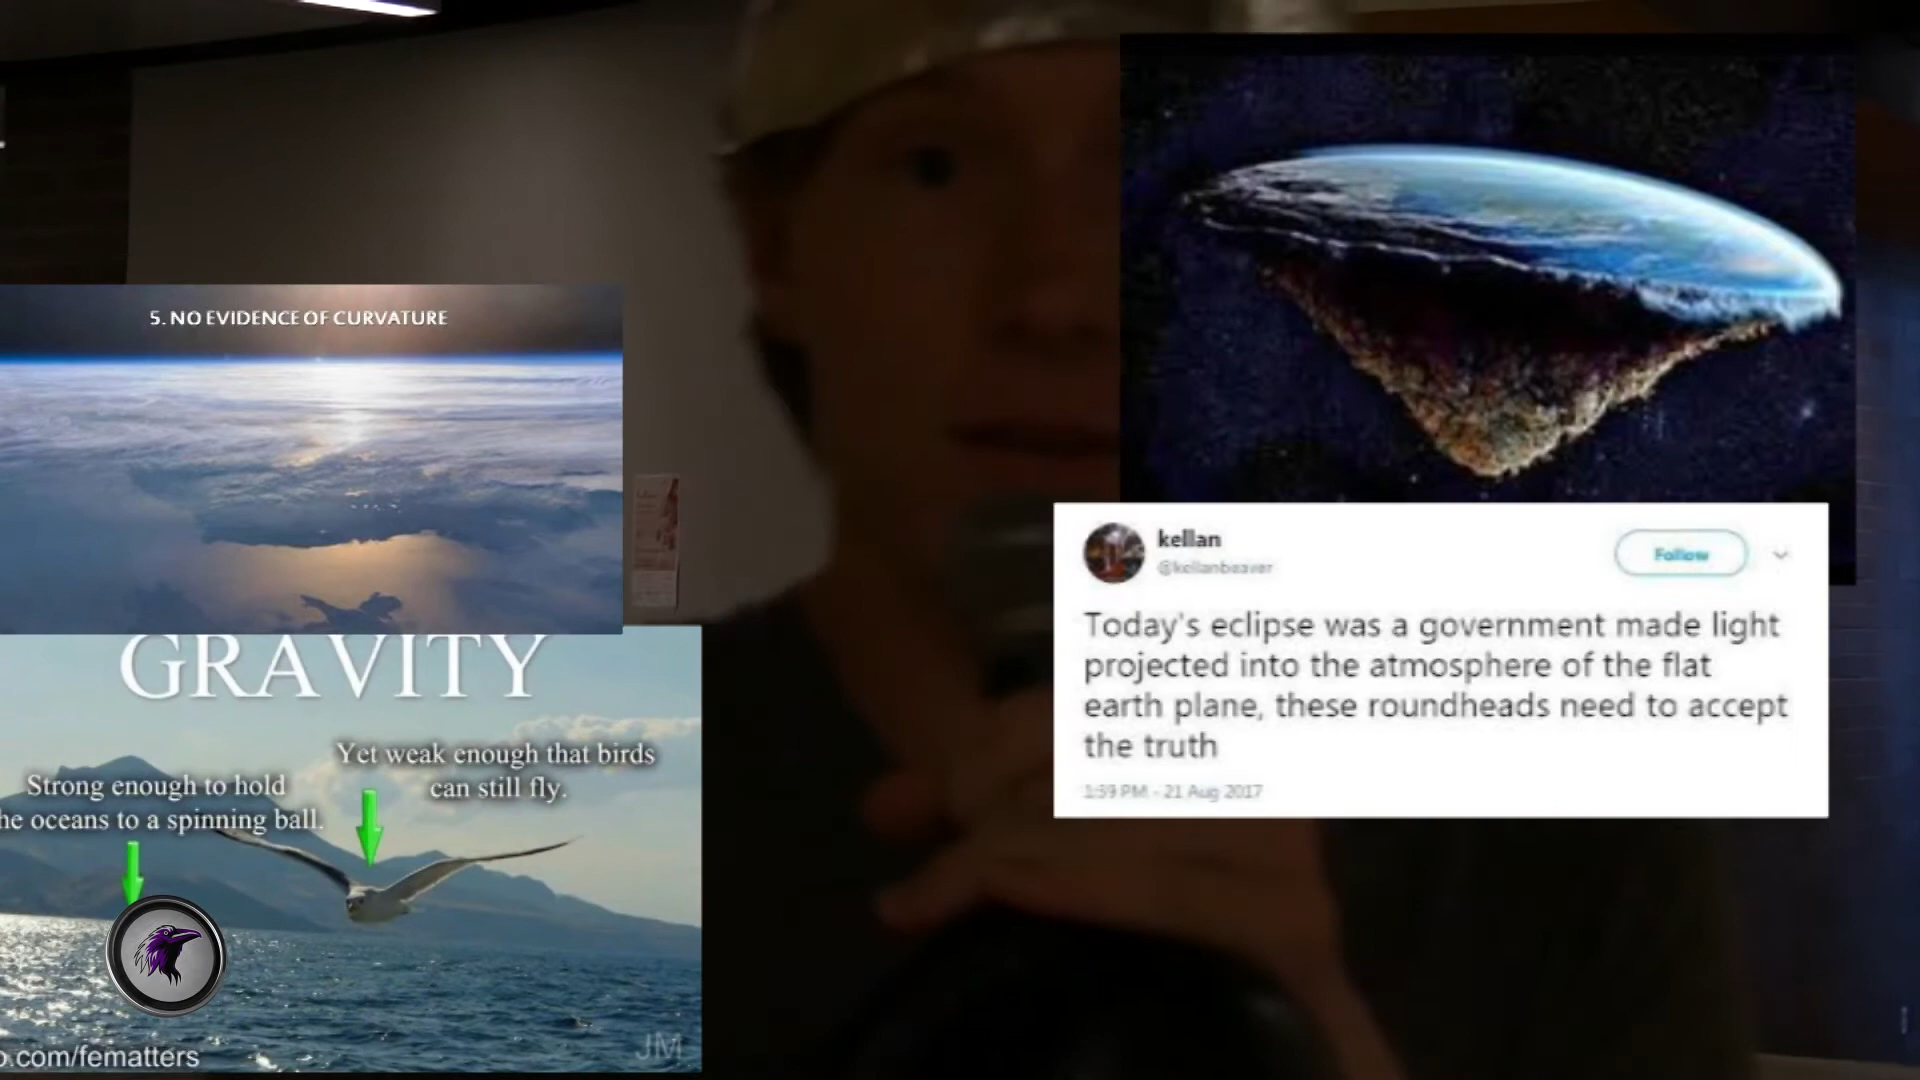 5. NO EVIDENCE OF CURVATURE
GRAVITY
Yet weak enough that birds
can still fly.
Strong enough to hold
he oceans to a spinning ball.
o.com/fematters
JM
kellan
@kellanbeaver
Follow
Today's eclipse was a government made light
projected into the atmosphere of the flat
earth plane, these roundheads need to accept
the truth
1:59 PM - 21 Aug 2017